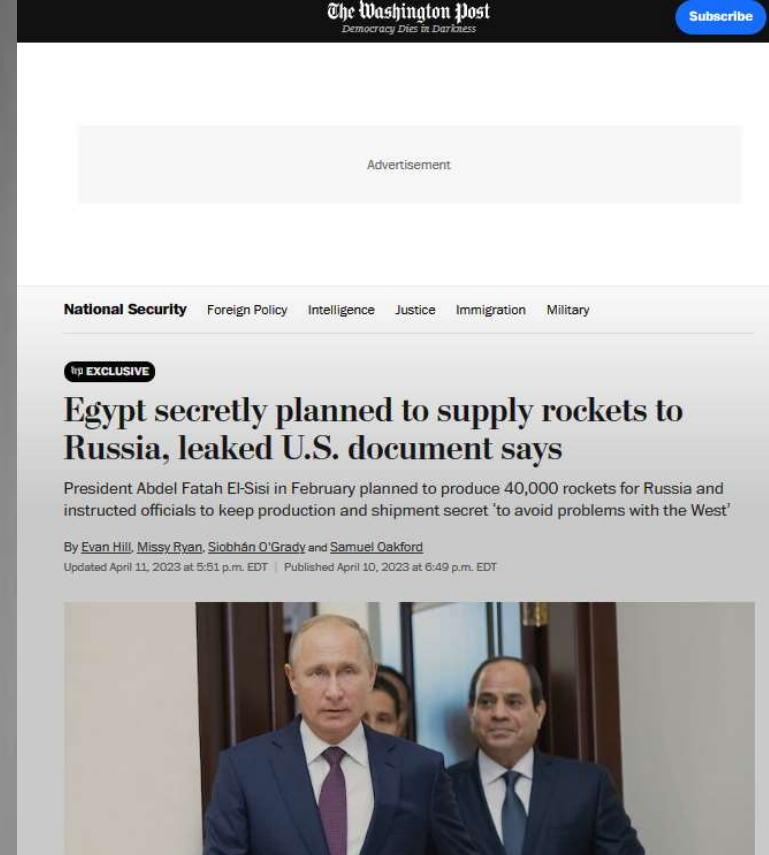 The Washington Post
Democracy Dies in Darkness
Subscribe
Advertisement
National Security Foreign Policy Intelligence Justice Immigration Military
wp EXCLUSIVE
Egypt secretly planned to supply rockets to
Russia, leaked U.S. document says
President Abdel Fatah El-Sisi in February planned to produce 40,000 rockets for Russia and
instructed officials to keep production and shipment secret 'to avoid problems with the West'
By Evan Hill, Missy Ryan, Siobhán O'Grady and Samuel Oakford
Updated April 11, 2023 at 5:51 p.m. EDT | Published April 10, 2023 at 6:49 p.m. EDT